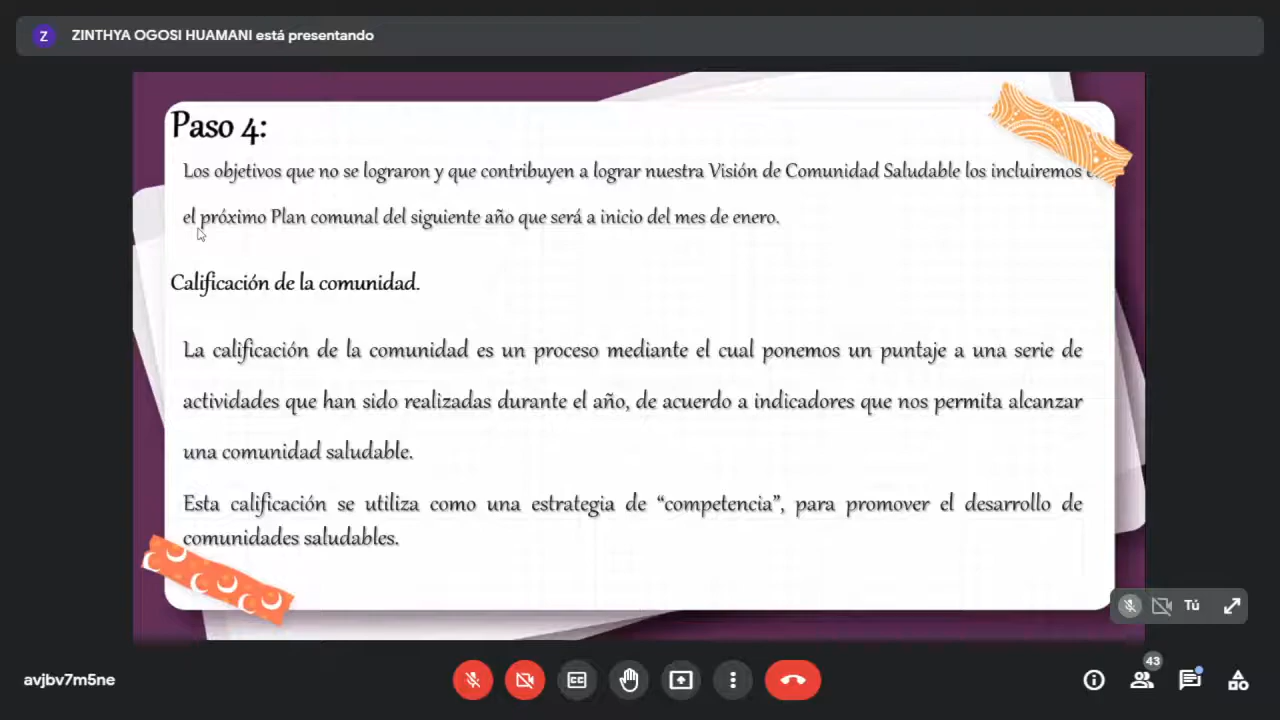 Z
ZINTHYA OGOSI HUAMANI está presentando
Paso 4:
Los objetivos que no se lograron y que contribuyen a lograr nuestra Visión de Comunidad Saludable los incluiremos
el próximo Plan comunal del siguiente año que será a inicio del mes de enero.
Calificación de la comunidad.
La calificación de la comunidad es un proceso mediante el cual ponemos un puntaje a una serie de
actividades que han sido realizadas durante el año, de acuerdo a indicadores que nos permita alcanzar
una comunidad saludable.
Esta calificación se utiliza como una estrategia de “competencia”, para promover el desarrollo de
comunidades saludables.
Tú
43
avjbv7m5ne